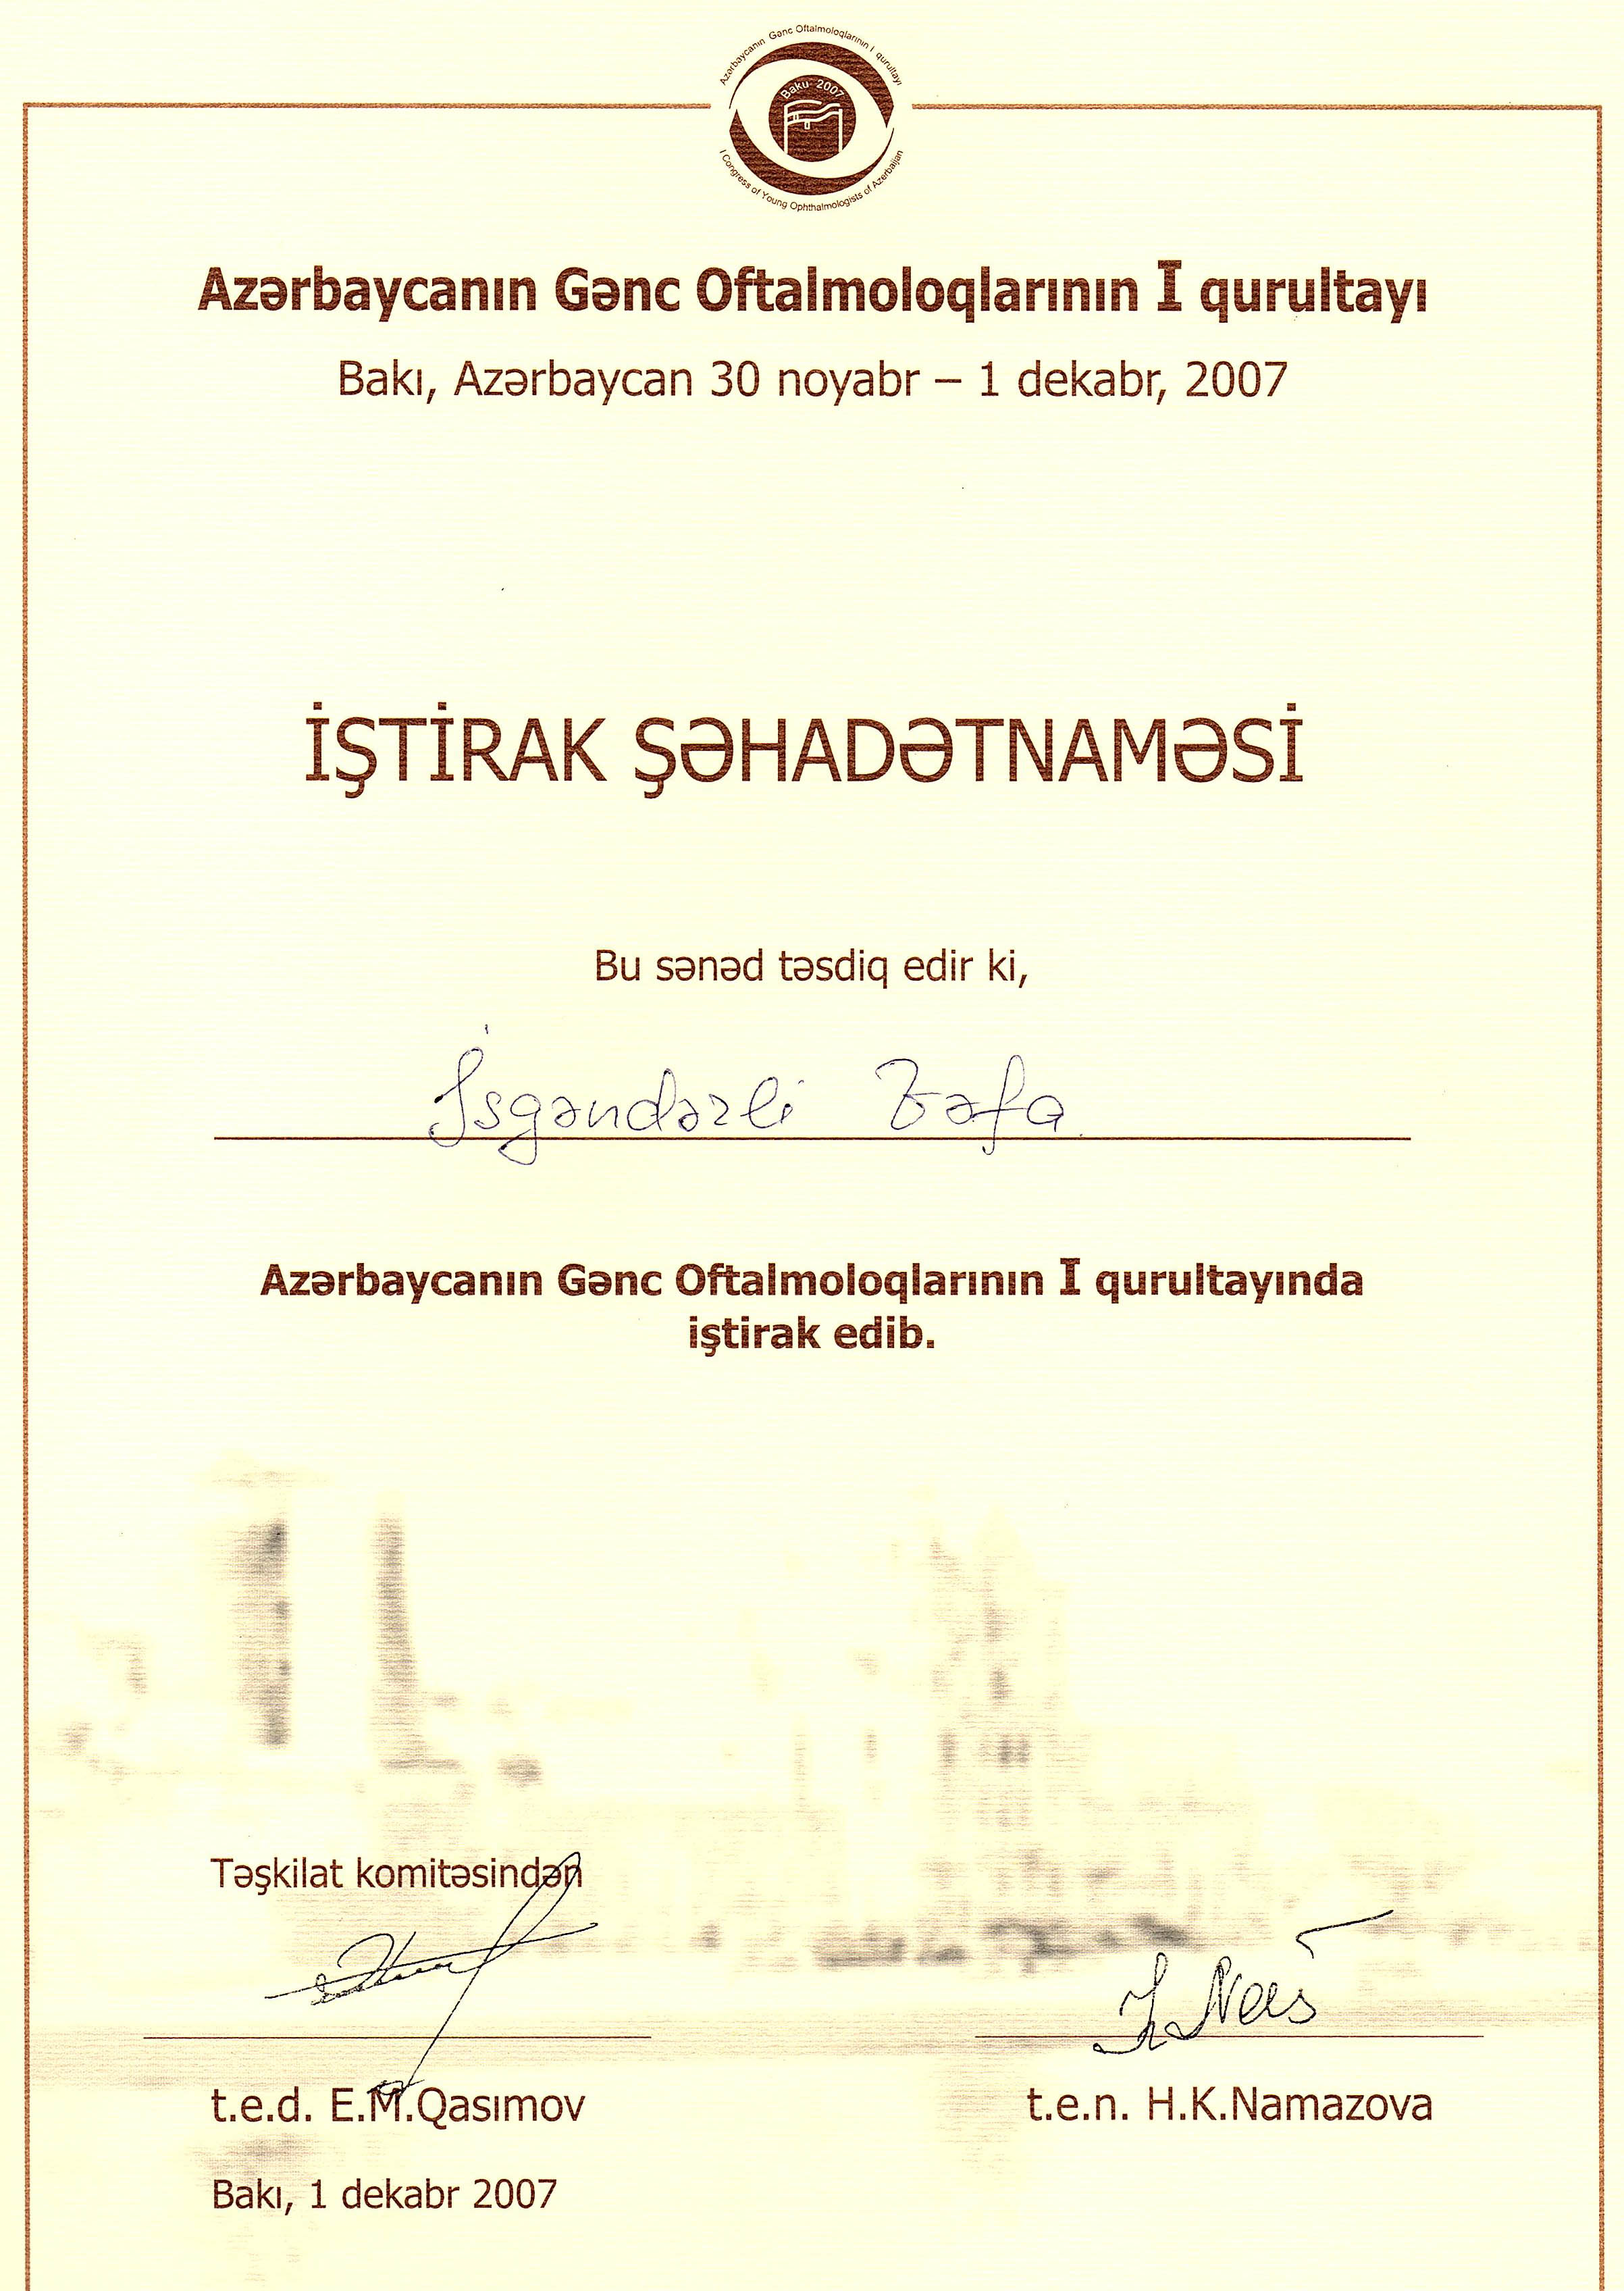 Azərbaycanın Gənc Oftalmoloqlarının I qurultayı
Baku 2007
I Congress of Young Ophthalmologists of Azerbaijan
Azərbaycanın Gənc Oftalmoloqlarının I qurultayı
Bakı, Azərbaycan 30 noyabr – 1 dekabr, 2007
İŞTİRAK ŞƏHADƏTNAMƏSİ
Bu sənəd təsdiq edir ki,
İsgəndərli Zəfa
Azərbaycanın Gənc Oftalmoloqlarının I qurultayında
iştirak edib.
Təşkilat komitəsindən
t.e.d. E.M.Qasımov
t.e.n. H.K.Namazova
Bakı, 1 dekabr 2007